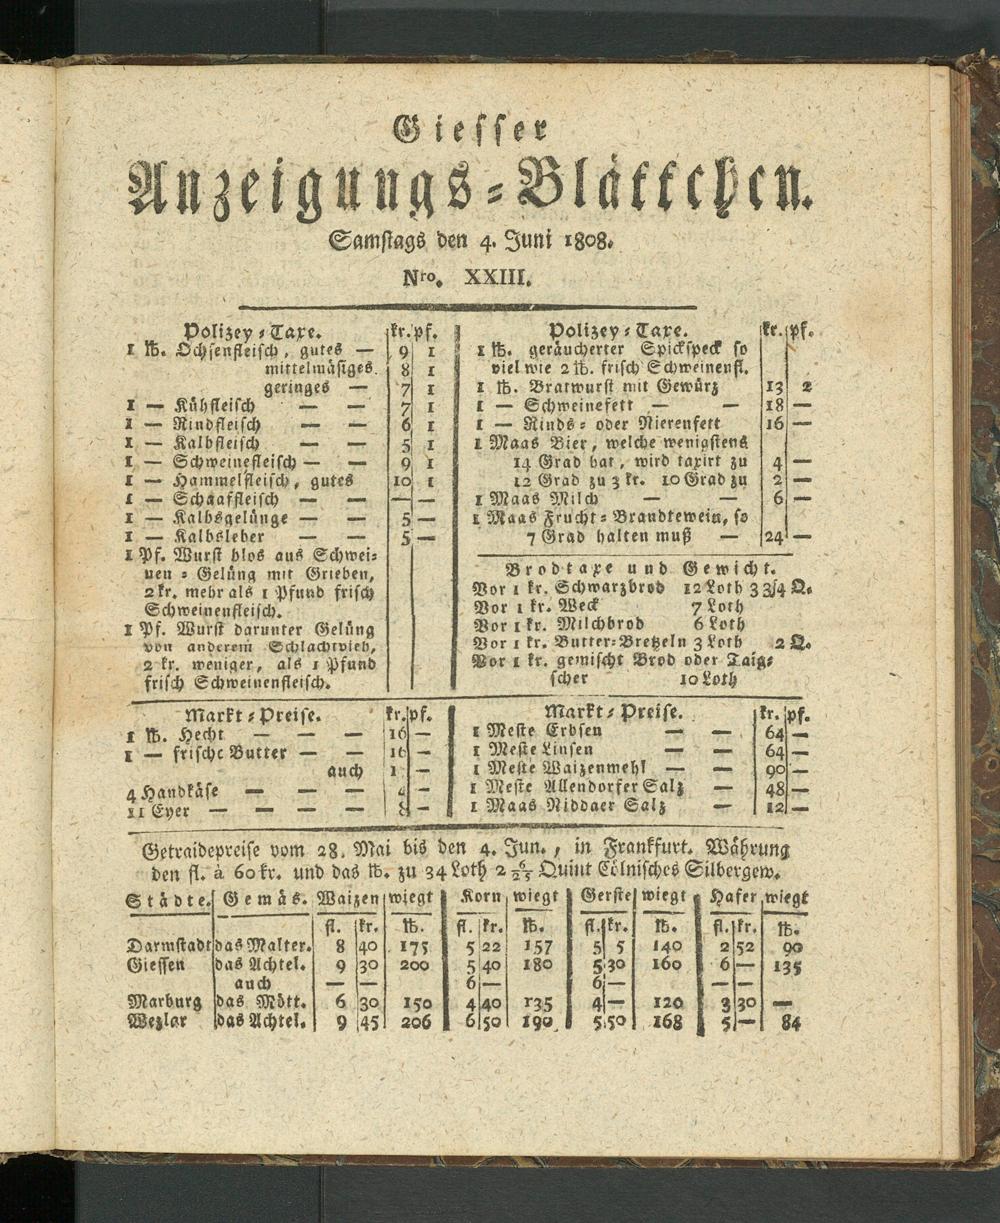 Giesser
Anzeigungs-Blättchen.
Samstags den 4. Juni 1808.
Nro. XXIII.
Polizey-Taxe. kr. pf.
1 ℔. Ochsenfleisch, gutes — 9 1
mittelmäsiges. 8 1
geringes — 7 1
1 — Kühfleisch — — 7 1
1 — Rindfleisch — — 6 1
1 — Kalbfleisch — — 5 1
1 — Schweinefleisch — — 9 1
1 — Hammelfleisch, gutes 10 1
1 — Schaafleisch — — — —
1 — Kalbsgelünge — — 5 —
1 — Kalbsleber — — 5 —
1 Pf. Wurst blos aus Schwei-
nen-Gelüng mit Grieben,
2 kr. mehr als 1 Pfund frisch
Schweinenfleisch.
1 Pf. Wurst darunter Gelüng
von anderem Schlachtvieh,
2 kr. weniger, als 1 Pfund
frisch Schweinenfleisch.
Polizey-Taxe. kr. pf.
1 ℔. geräucherter Spickspeck so
viel wie 2 ℔. frisch Schweinenfl.
1 ℔. Bratwurst mit Gewürz 13 2
1 — Schweinefett — — 18 —
1 — Rinds- oder Nierenfett 16 —
1 Maas Bier, welche wenigstens
14 Grad hat, wird taxirt zu 4 —
12 Grad zu 3 kr. 10 Grad zu 2 —
1 Maas Milch — — 6 —
1 Maas Frucht-Brandtewein, so
7 Grad halten muß — 24 —
Brodtaxe und Gewicht.
Vor 1 kr. Schwarzbrod 12 Loth 3 3/4 Q.
Vor 1 kr. Weck 7 Loth
Vor 1 kr. Milchbrod 6 Loth
Vor 1 kr. Butter-Bretzeln 3 Loth 2 Q.
Vor 1 kr. gemischt Brod oder Taig-
scher 10 Loth
Markt-Preise. kr. pf.
1 ℔. Hecht — — — 16 —
1 — frische Butter — — 16 —
auch —
4 Handkäse — — — 4 —
11 Eyer — — — — 8 —
Markt-Preise. kr. pf.
1 Meste Erbsen — — 64 —
1 Meste Linsen — — 64 —
1 Meste Waizenmehl — — 90 —
1 Meste Allendorfer Salz — 48 —
1 Maas Niddaer Salz — 12 —
Getraidepreise vom 28. Mai bis den 4. Jun., in Frankfurt. Währung
den fl. à 60 kr. und das ℔. zu 34 Loth 2 6/5 Quint Cölnisches Silbergew.
Städte. Gemäs. Waizen wiegt Korn wiegt Gerste wiegt Hafer wiegt
fl. kr. ℔. fl. kr. ℔. fl. kr. ℔. fl. kr. ℔.
Darmstadt das Malter. 8 40 175 5 22 157 5 5 140 2 52 90
Giessen das Achtel. 9 30 200 5 40 180 5 30 160 6 — 135
auch — — 6 — 6 — — —
Marburg das Mött. 6 30 150 4 40 135 4 — 120 3 30 —
Wezlar das Achtel. 9 45 206 6 50 190 5 50 168 5 — 84